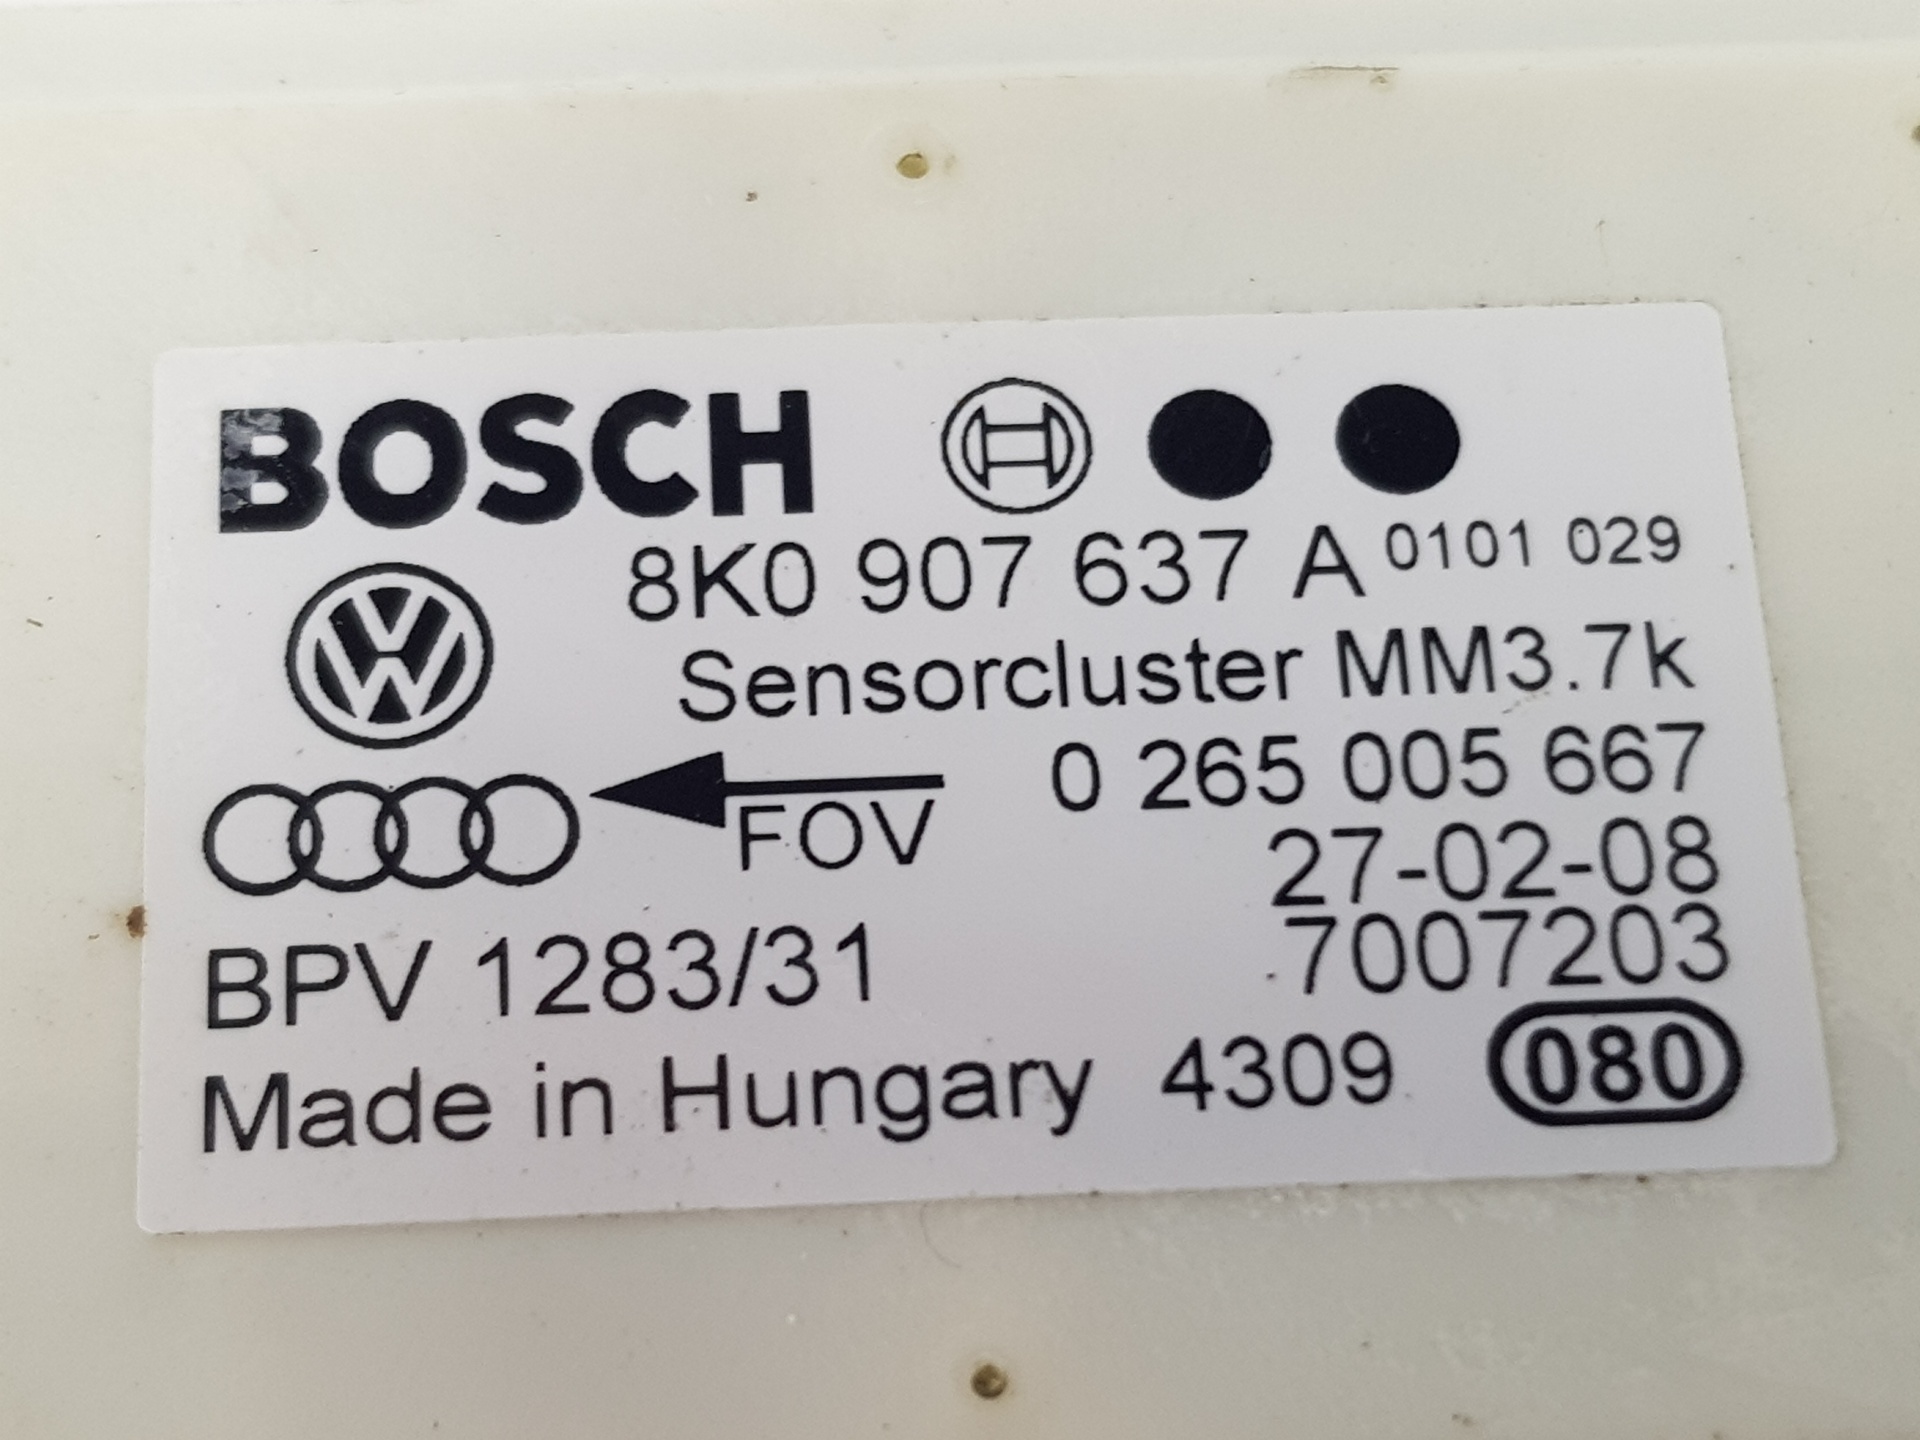 BOSCH
8K0 907 637 A 0101 029
Sensorcluster MM3.7k
FOV
0 265 005 667
27-02-08
BPV 1283/31
7007203
Made in Hungary 4309 080